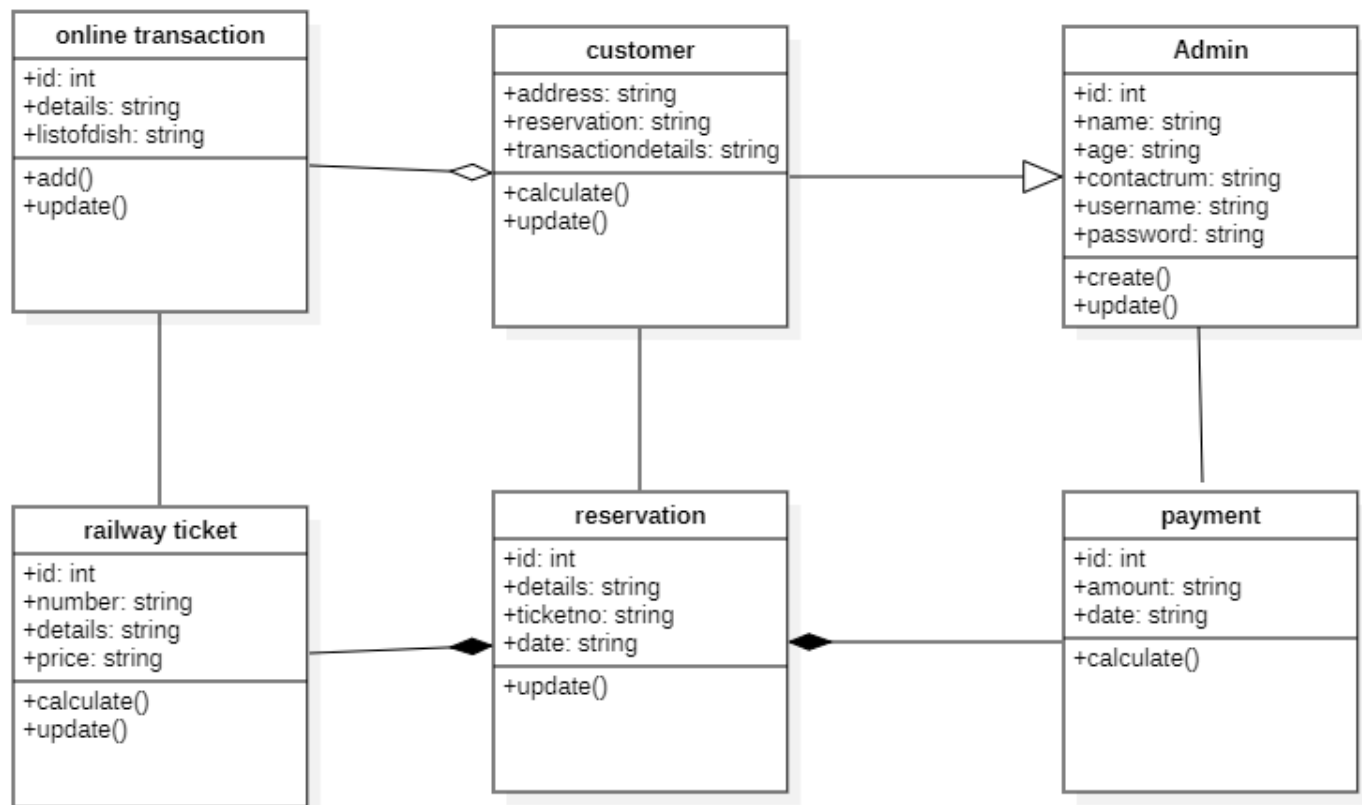 online transaction
+id: int
+details: string
+listofdish: string
+add()
+update()
customer
+address: string
+reservation: string
+transactiondetails: string
+calculate()
+update()
Admin
+id: int
+name: string
+age: string
+contactrum: string
+username: string
+password: string
+create()
+update()
railway ticket
+id: int
+number: string
+details: string
+price: string
+calculate()
+update()
reservation
+id: int
+details: string
+ticketno: string
+date: string
+update()
payment
+id: int
+amount: string
+date: string
+calculate()